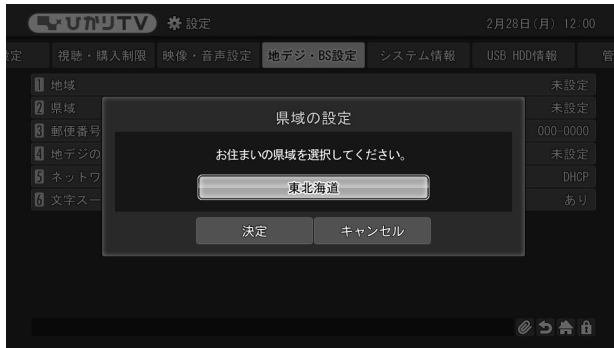 ひかりTV 設定 2月28日(月) 12:00
設定 視聴・購入制限 映像・音声設定 地デジ・BS設定 システム情報 USB HDD情報 管
1 地域 未設定
2 県域 未設定
3 郵便番号 000-0000
4 地デジの 未設定
5 ネットワ DHCP
6 文字スー あり
県域の設定
お住まいの県域を選択してください。
東北海道
決定 キャンセル